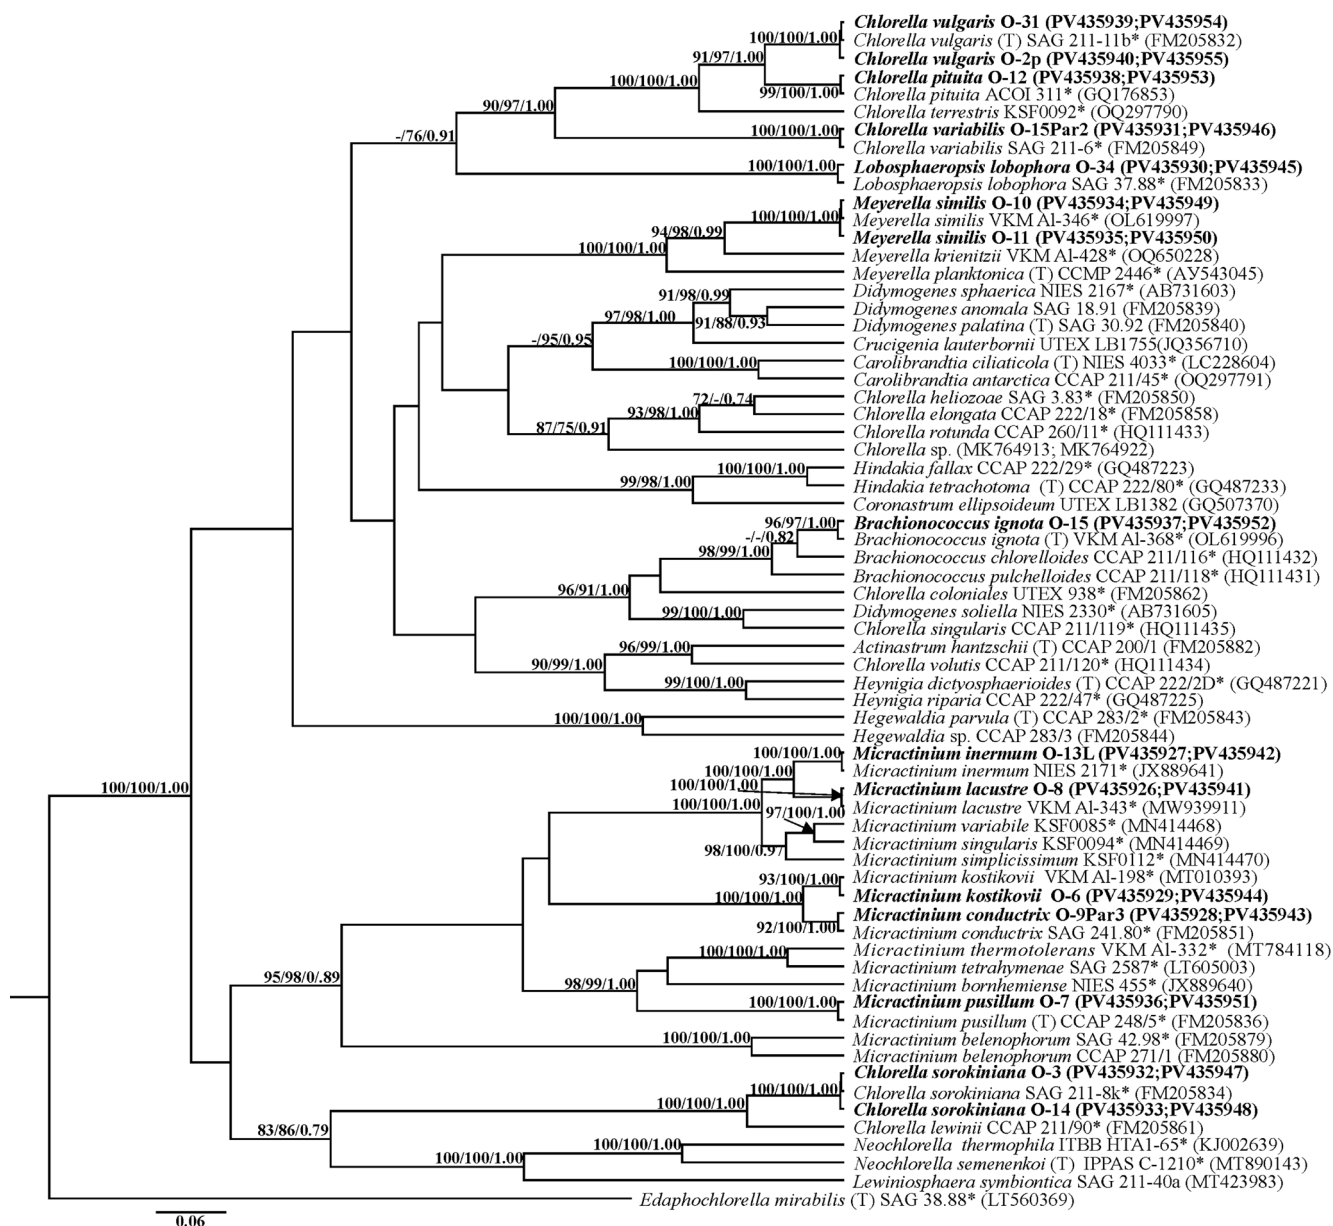 Chlorella vulgaris O-31 (PV435939;PV435954)
100/100/1.00
Chlorella vulgaris (T) SAG 211-11b* (FM205832)
91/97/1.00
Chlorella vulgaris O-2p (PV435940;PV435955)
100/100/1.00
Chlorella pituita O-12 (PV435938;PV435953)
99/100/1.00
Chlorella pituita ACOI 311* (GQ176853)
90/97/1.00
Chlorella terrestris KSF0092* (OQ297790)
-/76/0.91
100/100/1.00
Chlorella variabilis O-15Par2 (PV435931;PV435946)
Chlorella variabilis SAG 211-6* (FM205849)
100/100/1.00
Lobosphaeropsis lobophora O-34 (PV435930;PV435945)
Lobosphaeropsis lobophora SAG 37.88* (FM205833)
Meyerella similis O-10 (PV435934;PV435949)
100/100/1.00
Meyerella similis VKM Al-346* (OL619997)
94/98/0.99
Meyerella similis O-11 (PV435935;PV435950)
100/100/1.00
Meyerella krienitzii VKM Al-428* (OQ650228)
Meyerella planktonica (T) CCMP 2446* (АУ543045)
91/98/0.99
Didymogenes sphaerica NIES 2167* (AB731603)
Didymogenes anomala SAG 18.91 (FM205839)
97/98/1.00
91/88/0.93
Didymogenes palatina (T) SAG 30.92 (FM205840)
-/95/0.95
Crucigenia lauterbornii UTEX LB1755(JQ356710)
100/100/1.00
Carolibrandtia ciliaticola (T) NIES 4033* (LC228604)
Carolibrandtia antarctica CCAP 211/45* (OQ297791)
72/-/0.74
Chlorella heliozoae SAG 3.83* (FM205850)
93/98/1.00
Chlorella elongata CCAP 222/18* (FM205858)
87/75/0.91
Chlorella rotunda CCAP 260/11* (HQ111433)
Chlorella sp. (MK764913; MK764922)
100/100/1.00
Hindakia fallax CCAP 222/29* (GQ487223)
99/98/1.00
Hindakia tetrachotoma (T) CCAP 222/80* (GQ487233)
Coronastrum ellipsoideum UTEX LB1382 (GQ507370)
96/97/1.00
Brachionococcus ignota O-15 (PV435937;PV435952)
-/-/0.82
Brachionococcus ignota (T) VKM Al-368* (OL619996)
98/99/1.00
Brachionococcus chlorelloides CCAP 211/116* (HQ111432)
Brachionococcus pulchelloides CCAP 211/118* (HQ111431)
96/91/1.00
Chlorella coloniales UTEX 938* (FM205862)
99/100/1.00
Didymogenes soliella NIES 2330* (AB731605)
Chlorella singularis CCAP 211/119* (HQ111435)
96/99/1.00
Actinastrum hantzschii (T) CCAP 200/1 (FM205882)
90/99/1.00
Chlorella volutis CCAP 211/120* (HQ111434)
99/100/1.00
Heynigia dictyosphaerioides (T) CCAP 222/2D* (GQ487221)
Heynigia riparia CCAP 222/47* (GQ487225)
100/100/1.00
Hegewaldia parvula (T) CCAP 283/2* (FM205843)
Hegewaldia sp. CCAP 283/3 (FM205844)
100/100/1.00
Micractinium inermum O-13L (PV435927;PV435942)
100/100/1.00
Micractinium inermum NIES 2171* (JX889641)
100/100/1.00
100/100/1.00
Micractinium lacustre O-8 (PV435926;PV435941)
100/100/1.00
Micractinium lacustre VKM Al-343* (MW939911)
97/100/1.00
Micractinium variabile KSF0085* (MN414468)
Micractinium singularis KSF0094* (MN414469)
98/100/0.97
Micractinium simplicissimum KSF0112* (MN414470)
93/100/1.00
Micractinium kostikovii VKM Al-198* (MT010393)
100/100/1.00
Micractinium kostikovii O-6 (PV435929;PV435944)
Micractinium conductrix O-9Par3 (PV435928;PV435943)
92/100/1.00
Micractinium conductrix SAG 241.80* (FM205851)
100/100/1.00
Micractinium thermotolerans VKM Al-332* (MT784118)
95/98/0/.89
Micractinium tetrahymenae SAG 2587* (LT605003)
98/99/1.00
Micractinium bornhemiense NIES 455* (JX889640)
100/100/1.00
Micractinium pusillum O-7 (PV435936;PV435951)
Micractinium pusillum (T) CCAP 248/5* (FM205836)
100/100/1.00
Micractinium belenophorum SAG 42.98* (FM205879)
Micractinium belenophorum CCAP 271/1 (FM205880)
Chlorella sorokiniana O-3 (PV435932;PV435947)
100/100/1.00
Chlorella sorokiniana SAG 211-8k* (FM205834)
100/100/1.00
Chlorella sorokiniana O-14 (PV435933;PV435948)
83/86/0.79
Chlorella lewinii CCAP 211/90* (FM205861)
100/100/1.00
Neochlorella thermophila ITBB HTA1-65* (KJ002639)
100/100/1.00
Neochlorella semenenkoi (T) IPPAS C-1210* (MT890143)
Lewiniosphaera symbiontica SAG 211-40a (MT423983)
Edaphochlorella mirabilis (T) SAG 38.88* (LT560369)
0.06